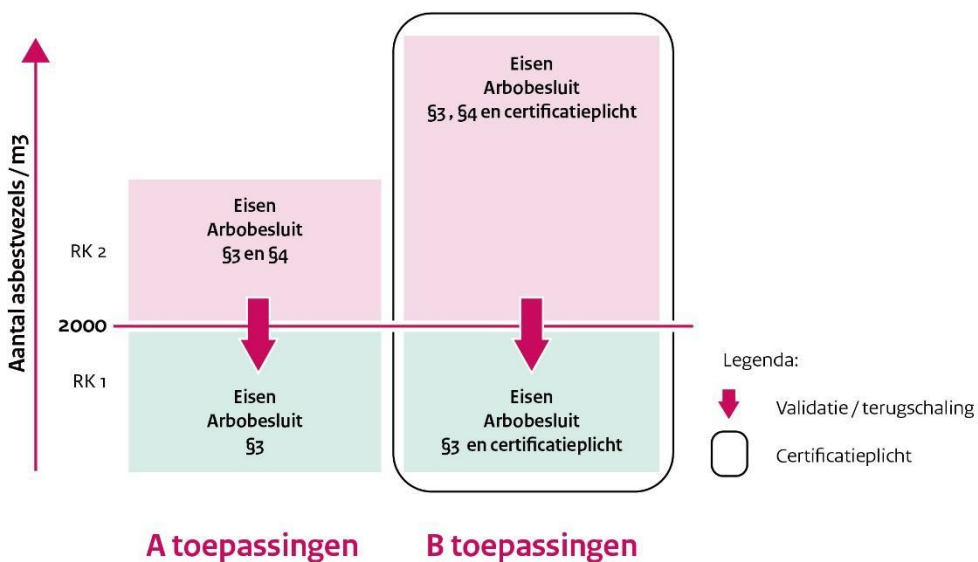 Aantal asbestvezels / m3
RK 2
2000
RK 1
Eisen
Arbobesluit
§3 en §4
Eisen
Arbobesluit
§3
Eisen
Arbobesluit
§3 , §4 en certificatieplicht
Eisen
Arbobesluit
§3 en certificatieplicht
Legenda:
Validatie / terugschaling
Certificatieplicht
A toepassingen
B toepassingen